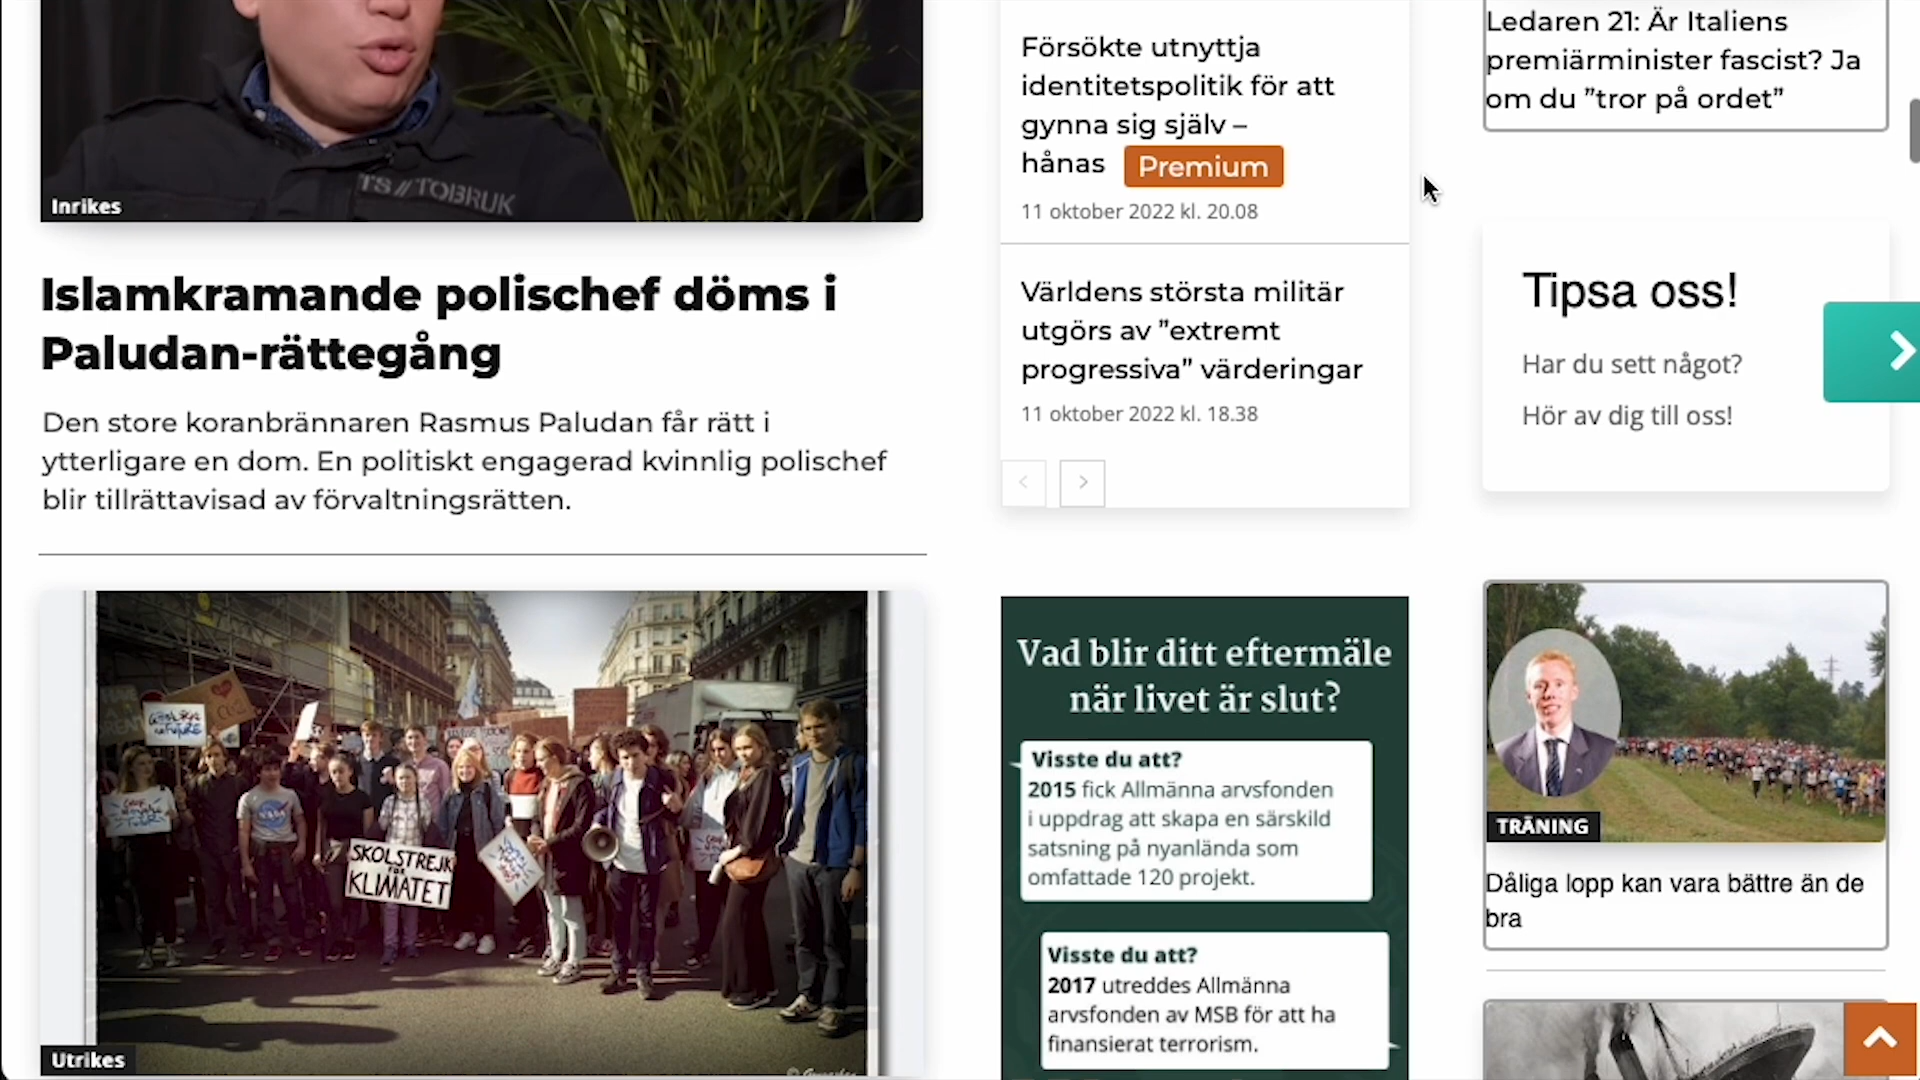 TS // TOBRUK
Inrikes
Islamkramande polischef döms i
Paludan-rättegång
Den store koranbrännaren Rasmus Paludan får rätt i
ytterligare en dom. En politiskt engagerad kvinnlig polischef
blir tillrättavisad av förvaltningsrätten.
SKOLSTREJK
FÖR
KLIMATET
NASA
Utrikes
Försökte utnyttja
identitetspolitik för att
gynna sig själv –
hånas Premium
11 oktober 2022 kl. 20.08
Världens största militär
utgörs av ”extremt
progressiva” värderingar
11 oktober 2022 kl. 18.38
Vad blir ditt eftermäle
när livet är slut?
Visste du att?
2015 fick Allmänna arvsfonden
i uppdrag att skapa en särskild
satsning på nyanlända som
omfattade 120 projekt.
Visste du att?
2017 utreddes Allmänna
arvsfonden av MSB för att ha
finansierat terrorism.
Ledaren 21: Är Italiens
premiärminister fascist? Ja
om du ”tror på ordet”
Tipsa oss!
Har du sett något?
Hör av dig till oss!
TRÄNING
Dåliga lopp kan vara bättre än de
bra